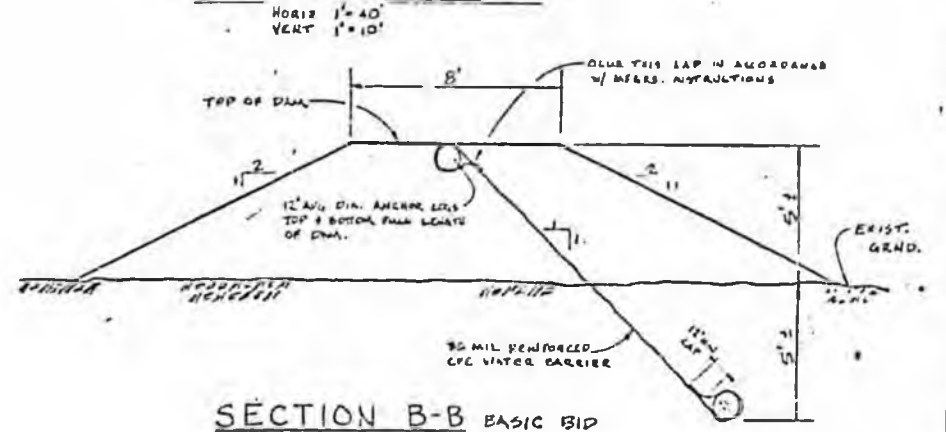 HORIZ 1"=40'
VERT 1"=10'
GLUE THIS LAP IN ACCORDANCE
W/ MFGRS. INSTRUCTIONS
8'
TOP OF DAM
2
1
2
1
12" AVG DIA. ANCHOR LOGS
TOP & BOTTOM FULL LENGTH
OF DAM.
1
1
5'±
EXIST.
GRND.
36 MIL REINFORCED
CPE WATER BARRIER
12" MIN
LAP
5'±
SECTION B-B BASIC BID